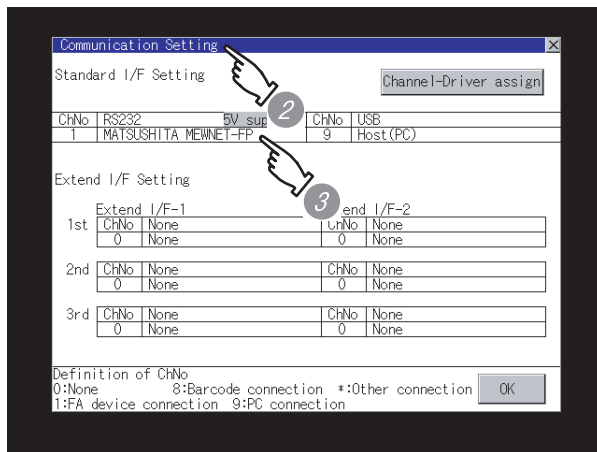 Communication Setting ×
Standard I/F Setting Channel-Driver assign
ChNo RS232 5V ChNo USB
1 MATSUSHITA MEWNET-FP 9 Host(PC)
2
Extend I/F Setting
3
Extend I/F-1 I/F-2
1st ChNo None ChNo None
0 None 0 None
2nd ChNo None ChNo None
0 None 0 None
3rd ChNo None ChNo None
0 None 0 None
Definition of ChNo
0:None 8:Barcode connection *:Other connection OK
1:FA device connection 9:PC connection